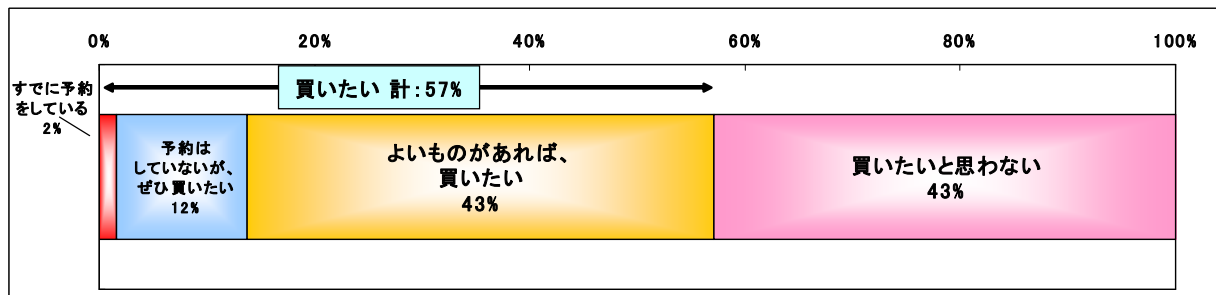 0% 20% 40% 60% 80% 100%
買いたい 計:57%
すでに予約
をしている
2%
予約は
していないが、
ぜひ買いたい
12%
よいものがあれば、
買いたい
43%
買いたいと思わない
43%